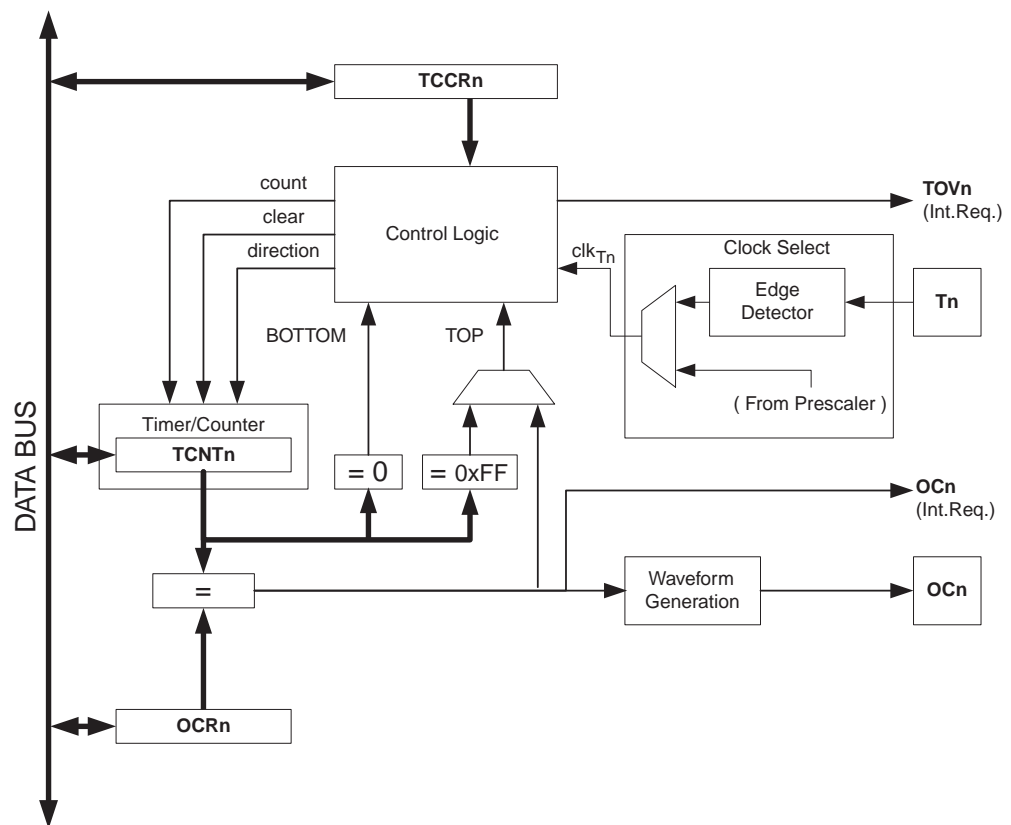 TCCRn
count
clear
direction
Control Logic
TOVn
(Int.Req.)
clkTn
Clock Select
Edge
Detector
Tn
( From Prescaler )
BOTTOM
TOP
DATA BUS
Timer/Counter
TCNTn
= 0
= 0xFF
OCn
(Int.Req.)
=
Waveform
Generation
OCn
OCRn